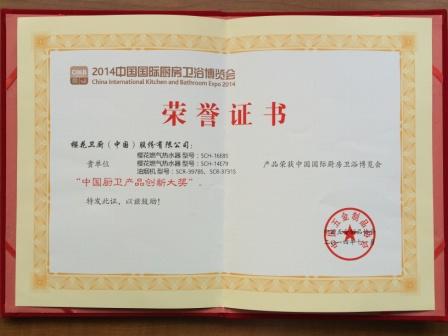 2014中国国际厨房卫浴博览会
China International Kitchen and Bathroom Expo 2014
荣誉证书
樱花卫厨（中国）股份有限公司：
贵单位 樱花燃气热水器 型号：SCH-16E85
樱花燃气热水器 型号：SCH-14E79
油烟机 型号：SCR-3978S、SCR-3731S
产品荣获中国国际厨房卫浴博览会
“中国厨卫产品创新大奖”。
特发此证，以兹鼓励！